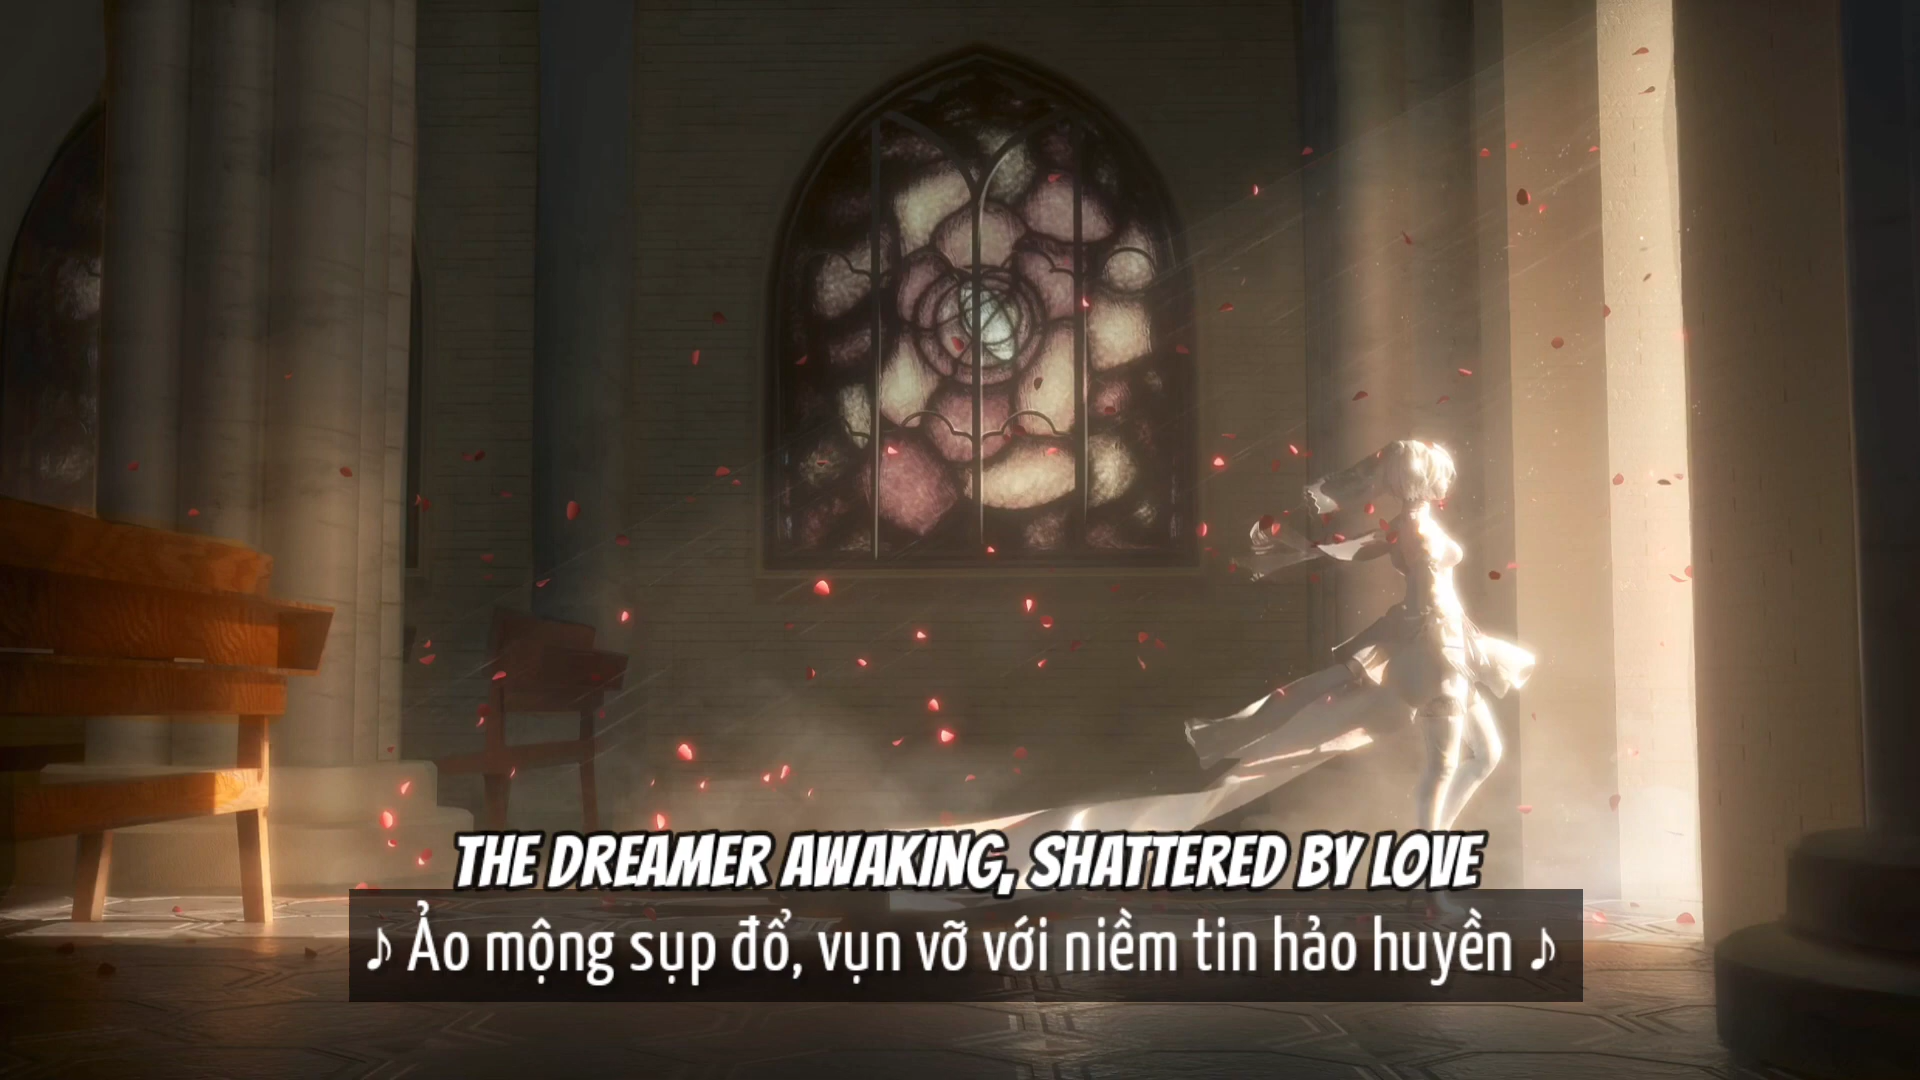 THE DREAMER AWAKING, SHATTERED BY LOVE
♪ Ảo mộng sụp đổ, vụn vỡ với niềm tin hảo huyền ♪